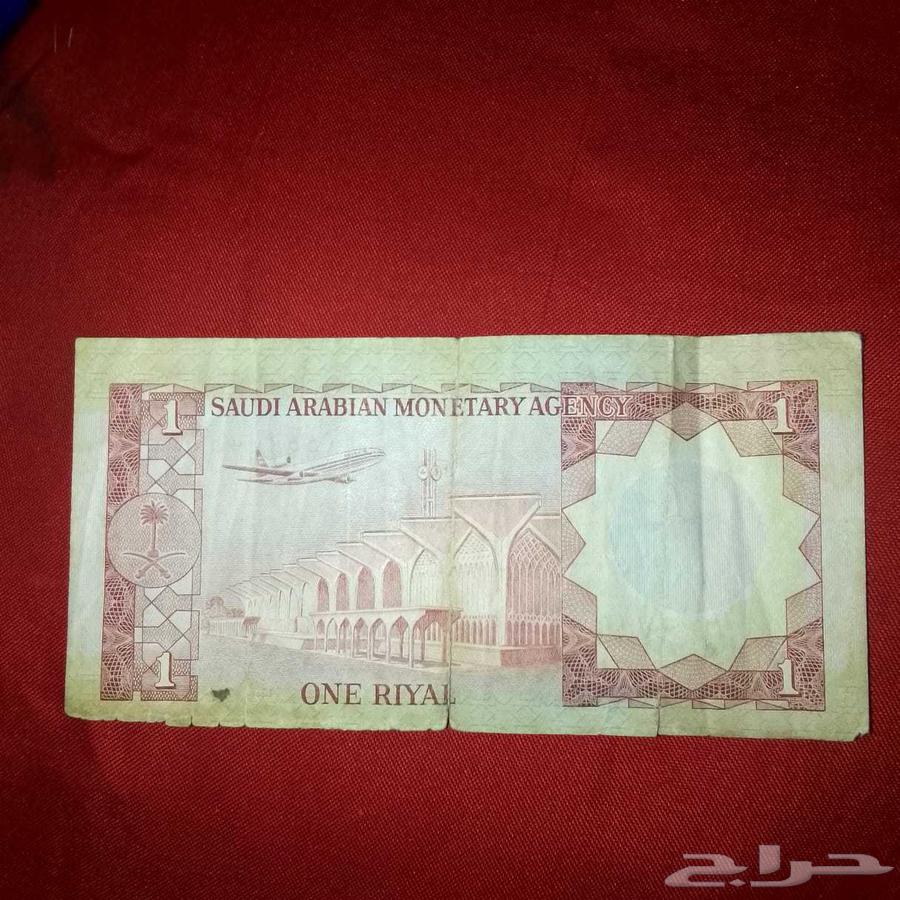 1 SAUDI ARABIAN MONETARY AGENCY 1
1 ONE RIYAL 1
حراج